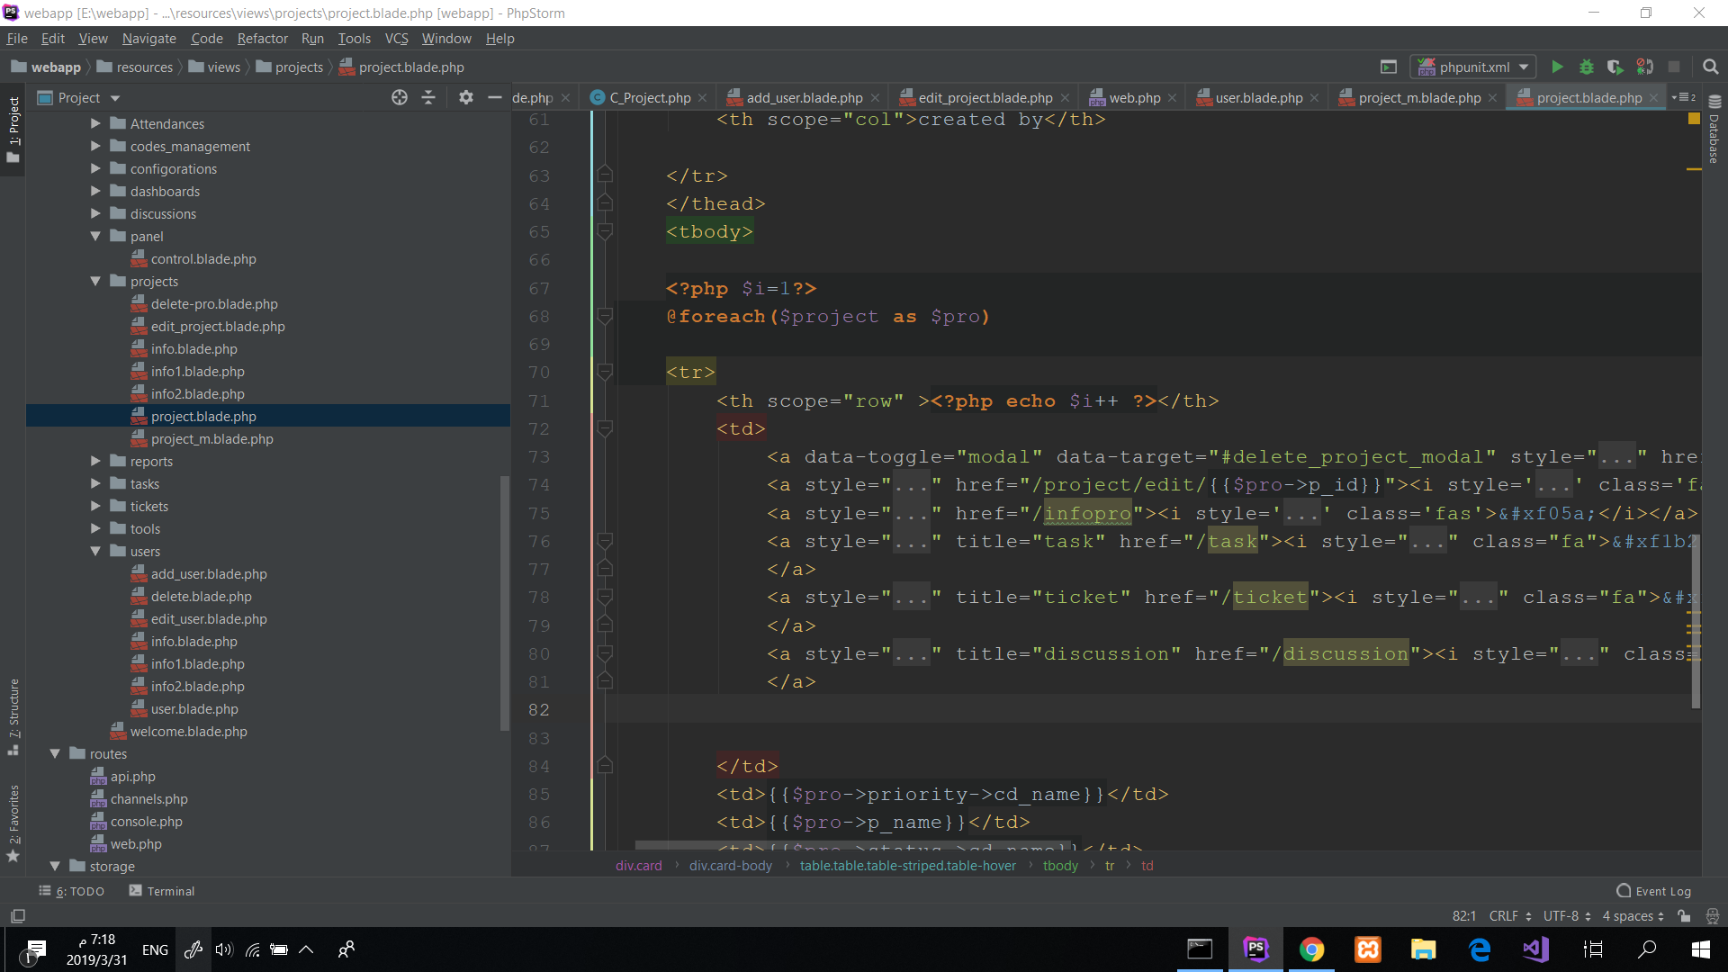 webapp [E:\webapp] - ...\resources\views\projects\project.blade.php [webapp] - PhpStorm
File Edit View Navigate Code Refactor Run Tools VCS Window Help
webapp resources views projects project.blade.php phpunit.xml
1: Project
Project
de.php C_Project.php add_user.blade.php edit_project.blade.php web.php user.blade.php project_m.blade.php project.blade.php
Database
Attendances
codes_management
configorations
dashboards
discussions
panel
control.blade.php
projects
delete-pro.blade.php
edit_project.blade.php
info.blade.php
info1.blade.php
info2.blade.php
project.blade.php
project_m.blade.php
reports
tasks
tickets
tools
users
add_user.blade.php
delete.blade.php
edit_user.blade.php
info.blade.php
info1.blade.php
info2.blade.php
user.blade.php
welcome.blade.php
routes
api.php
channels.php
console.php
web.php
storage
7: Structure
2: Favorites
61 <th scope="col">created by</th>
62
63 </tr>
64 </thead>
65 <tbody>
66
67 <?php $i=1?>
68 @foreach($project as $pro)
69
70 <tr>
71 <th scope="row" ><?php echo $i++ ?></th>
72 <td>
73 <a data-toggle="modal" data-target="#delete_project_modal" style="..." hre
74 <a style="..." href="/project/edit/{{$pro->p_id}}"><i style='...' class='fa
75 <a style="..." href="/infopro"><i style='...' class='fas'>&#xf05a;</i></a>
76 <a style="..." title="task" href="/task"><i style="..." class="fa">&#xf1b2
77 </a>
78 <a style="..." title="ticket" href="/ticket"><i style="..." class="fa">&#x
79 </a>
80 <a style="..." title="discussion" href="/discussion"><i style="..." class=
81 </a>
82
83
84 </td>
85 <td>{{$pro->priority->cd_name}}</td>
86 <td>{{$pro->p_name}}</td>
87 <td>{{$pro->status->cd_name}}</td>
div.card div.card-body table.table.table-striped.table-hover tbody tr td
6: TODO Terminal Event Log
82:1 CRLF UTF-8 4 spaces
7:18 م
2019/3/31
ENG
1